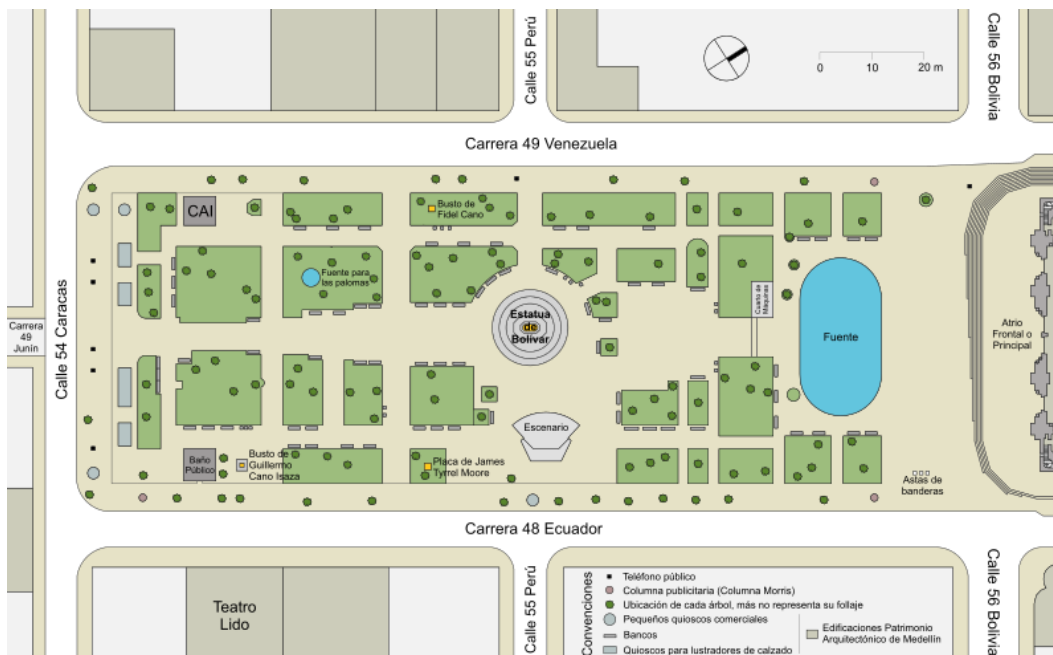 Calle 55 Perú
Calle 56 Bolivia
0 10 20 m
Carrera 49 Venezuela
CAI
Busto de
Fidel Cano
Fuente para
las palomas
Estatua
de
Bolívar
Cuarto de
Máquinas
Fuente
Atrio
Frontal o
Principal
Carrera
49
Junín
Calle 54 Caracas
Escenario
Baño
Público
Busto de
Guillermo
Cano Isaza
Placa de James
Tyrrel Moore
Astas de
banderas
Carrera 48 Ecuador
Teatro
Lido
Calle 55 Perú
Convenciones
Teléfono público
Columna publicitaria (Columna Morris)
Ubicación de cada árbol, más no representa su follaje
Pequeños quioscos comerciales
Bancos
Quioscos para lustradores de calzado
Edificaciones Patrimonio
Arquitectónico de Medellín
Calle 56 Bolivia